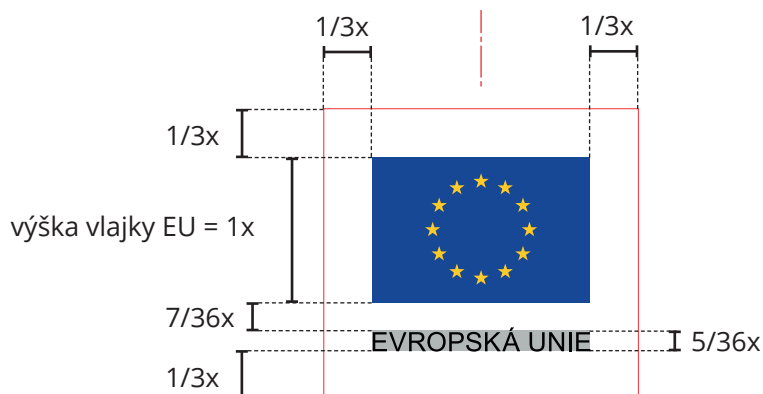 1/3x 1/3x
1/3x
výška vlajky EU = 1x
7/36x
EVROPSKÁ UNIE 5/36x
1/3x